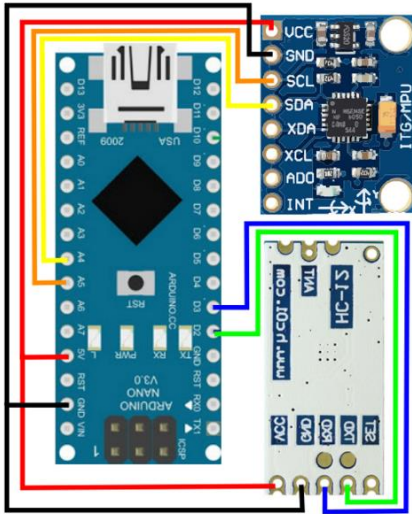 VCC
GND
SCL
SDA
XDA
XCL
ADO
INT
ITG/MPU
X
Y
D13
3V3
REF
A0
A1
A2
A3
A4
A5
A6
A7
5V
RST
GND
VIN
D12
D11
D10
D9
D8
D7
D6
D5
D4
D3
D2
GND
RST
RX0
TX1
USA
2009
RST
ARDUINO.CC
L
PWR
RX
TX
ARDUINO
NANO
V3.0
ICSP
1
www.hc01.com
ANT
HC-12
VCC
GND
RXD
TXD
SET